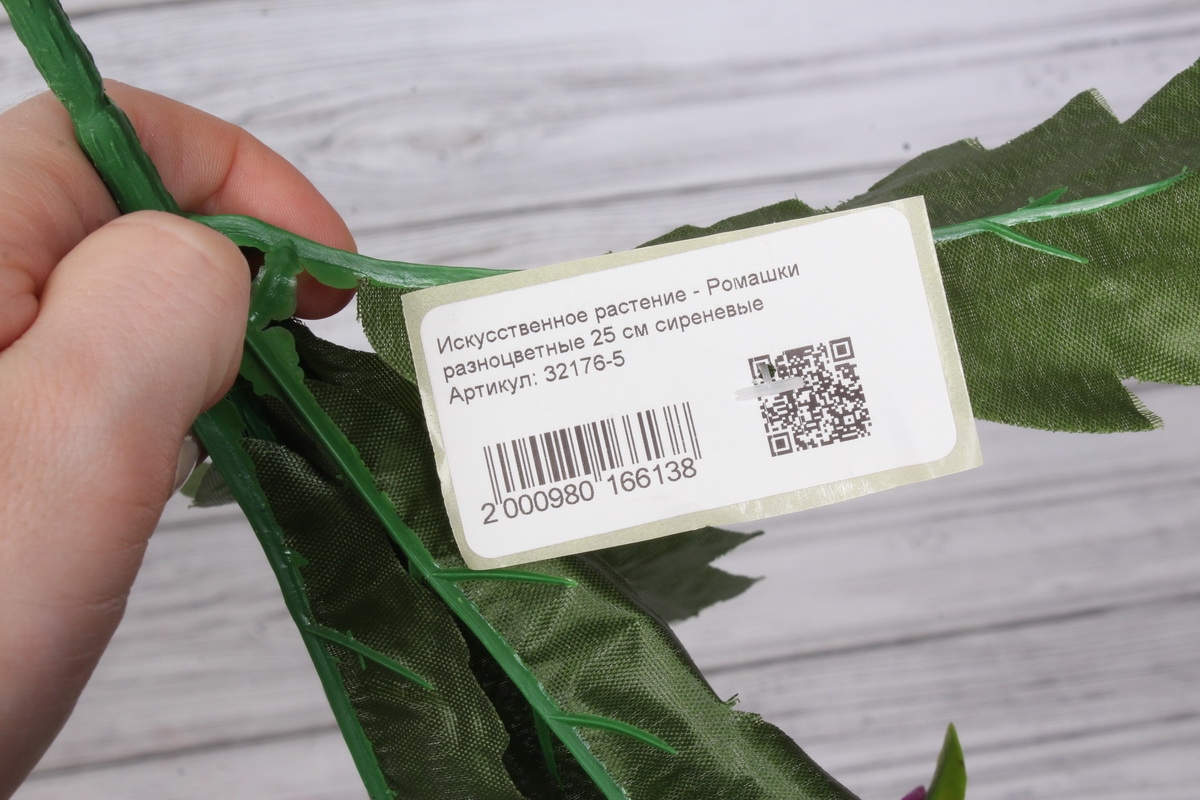 Искусственное растение - Ромашки
разноцветные 25 см сиреневые
Артикул: 32176-5
2 000980 166138